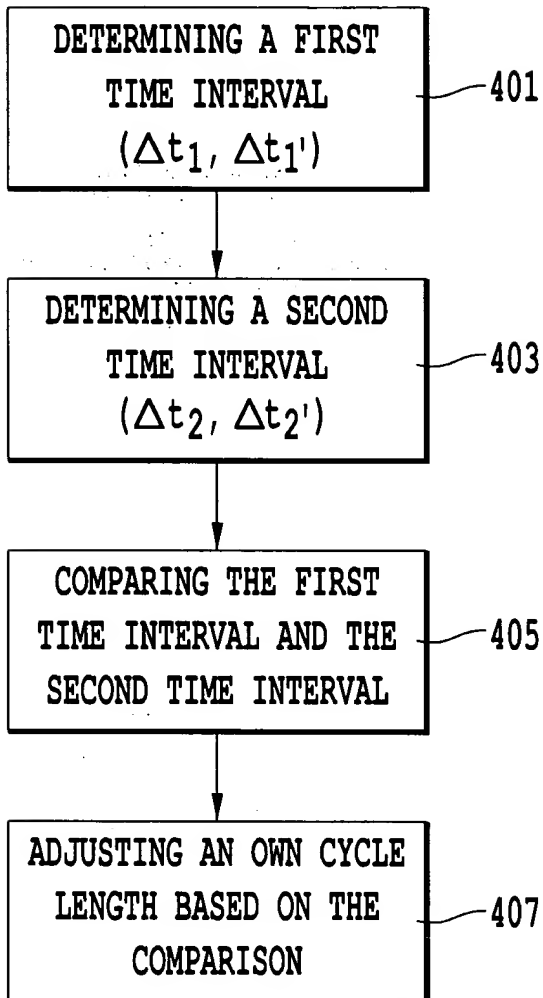 DETERMINING A FIRST
TIME INTERVAL
(Δt₁, Δt₁')
401
DETERMINING A SECOND
TIME INTERVAL
(Δt₂, Δt₂')
403
COMPARING THE FIRST
TIME INTERVAL AND THE
SECOND TIME INTERVAL
405
ADJUSTING AN OWN CYCLE
LENGTH BASED ON THE
COMPARISON
407